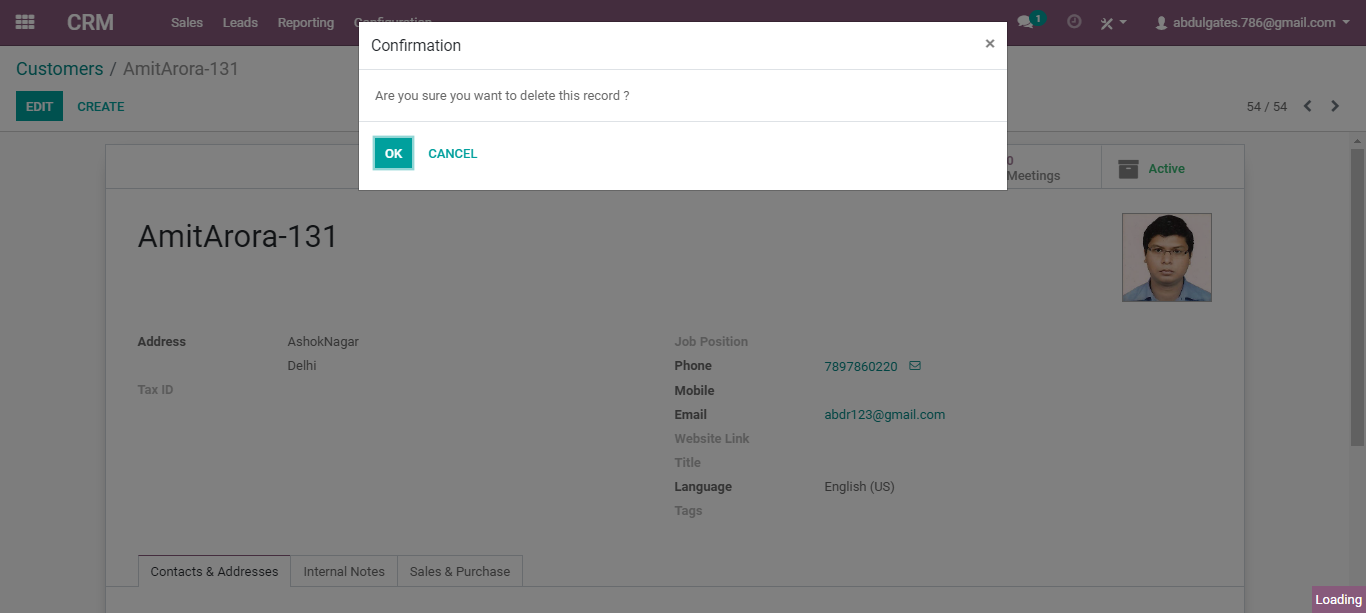 CRM
Sales Leads Reporting Configuration
1
abdulgates.786@gmail.com
Confirmation ×
Customers / AmitArora-131
Are you sure you want to delete this record ?
EDIT CREATE
54 / 54
OK CANCEL
0
Meetings
Active
AmitArora-131
Address AshokNagar
Delhi
Tax ID
Job Position
Phone 7897860220
Mobile
Email abdr123@gmail.com
Website Link
Title
Language English (US)
Tags
Contacts & Addresses Internal Notes Sales & Purchase
Loading